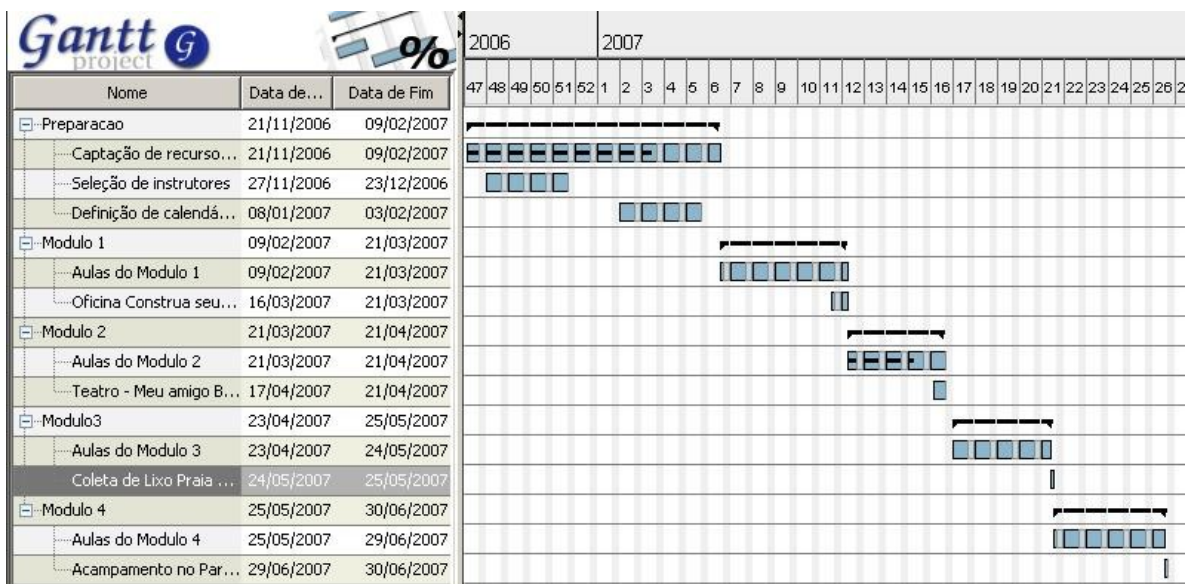 Gantt G %
project
2006 2007
47 48 49 50 51 52 1 2 3 4 5 6 7 8 9 10 11 12 13 14 15 16 17 18 19 20 21 22 23 24 25 26 2
Nome Data de... Data de Fim
Preparacao 21/11/2006 09/02/2007
Captação de recurso... 21/11/2006 09/02/2007
Seleção de instrutores 27/11/2006 23/12/2006
Definição de calendá... 08/01/2007 03/02/2007
Modulo 1 09/02/2007 21/03/2007
Aulas do Modulo 1 09/02/2007 21/03/2007
Oficina Construa seu... 16/03/2007 21/03/2007
Modulo 2 21/03/2007 21/04/2007
Aulas do Modulo 2 21/03/2007 21/04/2007
Teatro - Meu amigo B... 17/04/2007 21/04/2007
Modulo3 23/04/2007 25/05/2007
Aulas do Modulo 3 23/04/2007 24/05/2007
Coleta de Lixo Praia ... 24/05/2007 25/05/2007
Modulo 4 25/05/2007 30/06/2007
Aulas do Modulo 4 25/05/2007 29/06/2007
Acampamento no Par... 29/06/2007 30/06/2007